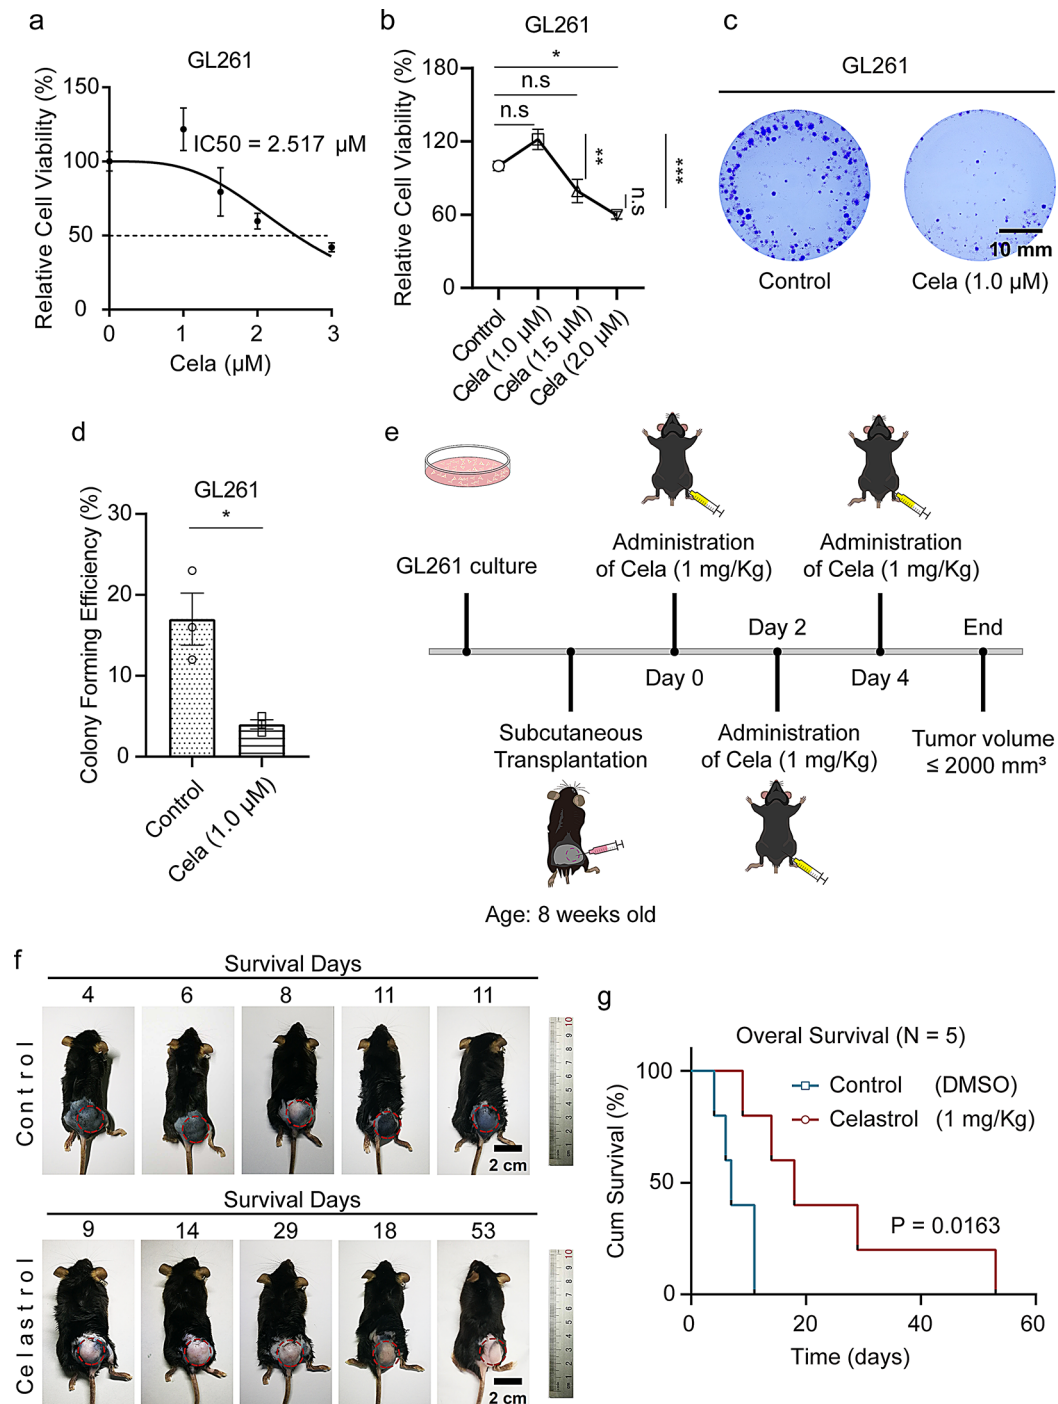 a
GL261
Relative Cell Viability (%)
150
100
50
0
IC50 = 2.517 μM
0 1 2 3
Cela (μM)
b
GL261
Relative Cell Viability (%)
180
120
60
0
*
n.s
n.s
**
***
n.s
Control
Cela (1.0 μM)
Cela (1.5 μM)
Cela (2.0 μM)
c
GL261
10 mm
Control
Cela (1.0 μM)
d
GL261
Colony Forming Efficiency (%)
30
20
10
0
*
Control
Cela (1.0 μM)
e
GL261 culture
Administration
of Cela (1 mg/Kg)
Administration
of Cela (1 mg/Kg)
Day 2
End
Day 0
Day 4
Subcutaneous
Transplantation
Administration
of Cela (1 mg/Kg)
Tumor volume
≤ 2000 mm³
Age: 8 weeks old
f
Survival Days
4 6 8 11 11
Control
2 cm
Survival Days
9 14 29 18 53
Celastrol
2 cm
g
Overal Survival (N = 5)
Control (DMSO)
Celastrol (1 mg/Kg)
Cum Survival (%)
100
50
0
P = 0.0163
0 20 40 60
Time (days)